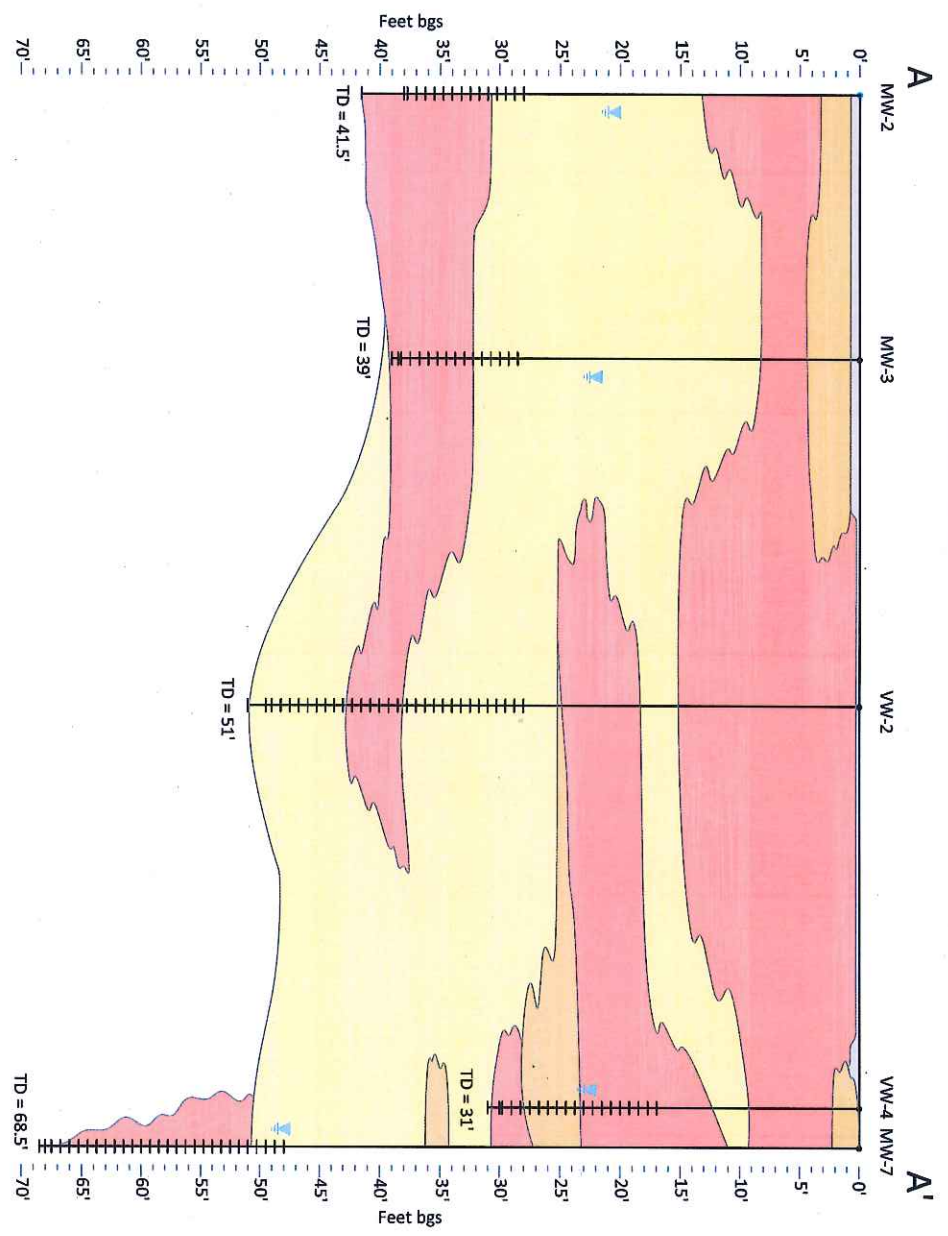 A
A'
MW-2
MW-3
VW-2
VW-4
MW-7
Feet bgs
0'
5'
10'
15'
20'
25'
30'
35'
40'
45'
50'
55'
60'
65'
70'
TD = 41.5'
TD = 39'
TD = 51'
TD = 31'
TD = 68.5'
0'
5'
10'
15'
20'
25'
30'
35'
40'
45'
50'
55'
60'
65'
70'
Feet bgs